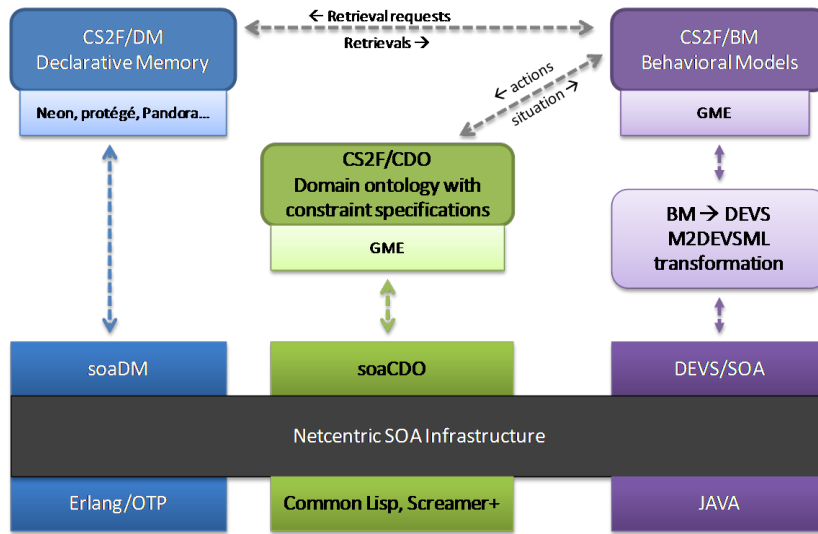 ← Retrieval requests
Retrievals →
CS2F/DM
Declarative Memory
Neon, protégé, Pandora...
CS2F/BM
Behavioral Models
GME
← actions
situation →
CS2F/CDO
Domain ontology with
constraint specifications
GME
BM → DEVS
M2DEVSML
transformation
soaDM
soaCDO
DEVS/SOA
Netcentric SOA Infrastructure
Erlang/OTP
Common Lisp, Screamer+
JAVA